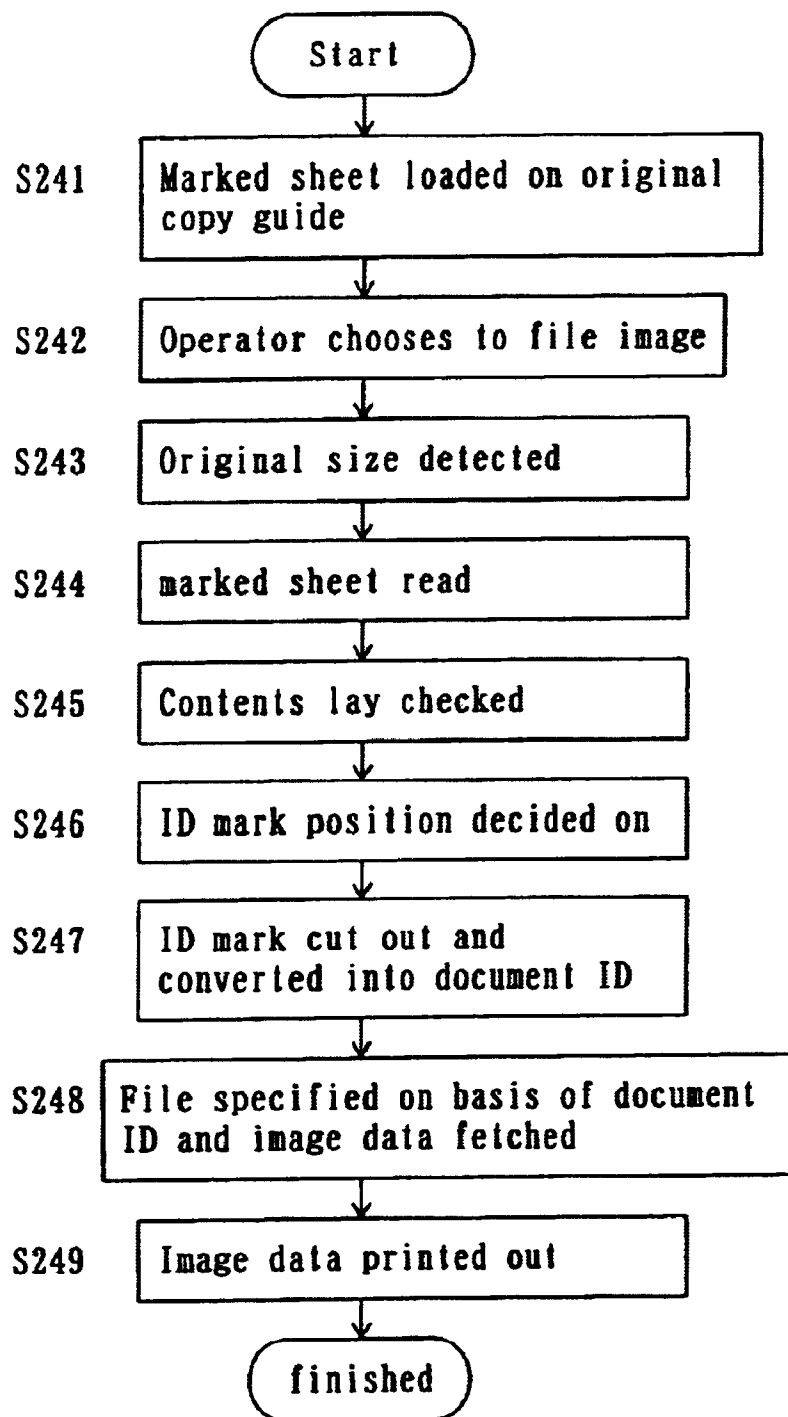 Start
S241 Marked sheet loaded on original
copy guide
S242 Operator chooses to file image
S243 Original size detected
S244 marked sheet read
S245 Contents lay checked
S246 ID mark position decided on
S247 ID mark cut out and
converted into document ID
S248 File specified on basis of document
ID and image data fetched
S249 Image data printed out
finished